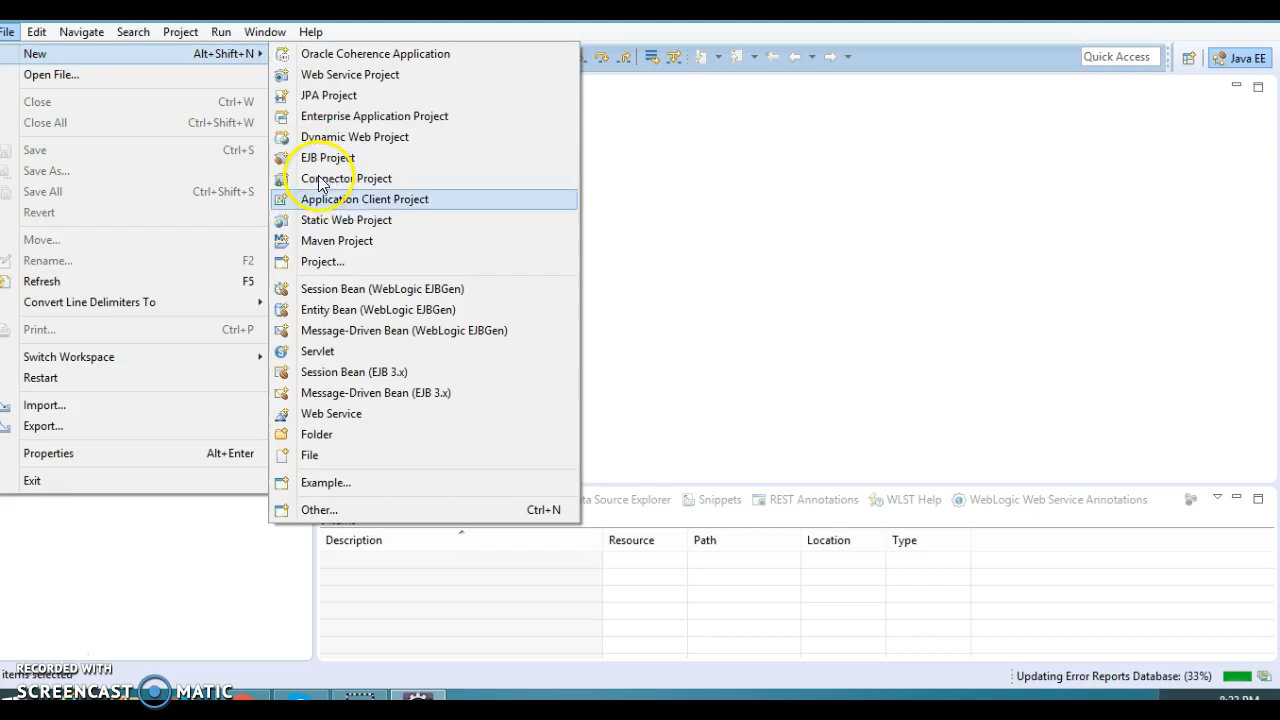 File Edit Navigate Search Project Run Window Help
New Alt+Shift+N
Open File...
Close Ctrl+W
Close All Ctrl+Shift+W
Save Ctrl+S
Save As...
Save All Ctrl+Shift+S
Revert
Move...
Rename... F2
Refresh F5
Convert Line Delimiters To
Print... Ctrl+P
Switch Workspace
Restart
Import...
Export...
Properties Alt+Enter
Exit
Oracle Coherence Application
Web Service Project
JPA Project
Enterprise Application Project
Dynamic Web Project
EJB Project
Connector Project
Application Client Project
Static Web Project
Maven Project
Project...
Session Bean (WebLogic EJBGen)
Entity Bean (WebLogic EJBGen)
Message-Driven Bean (WebLogic EJBGen)
Servlet
Session Bean (EJB 3.x)
Message-Driven Bean (EJB 3.x)
Web Service
Folder
File
Example...
Other... Ctrl+N
Quick Access Java EE
Source Explorer Snippets REST Annotations WLST Help WebLogic Web Service Annotations
Description Resource Path Location Type
items selected
Updating Error Reports Database: (33%)
RECORDED WITH
SCREENCAST MATIC